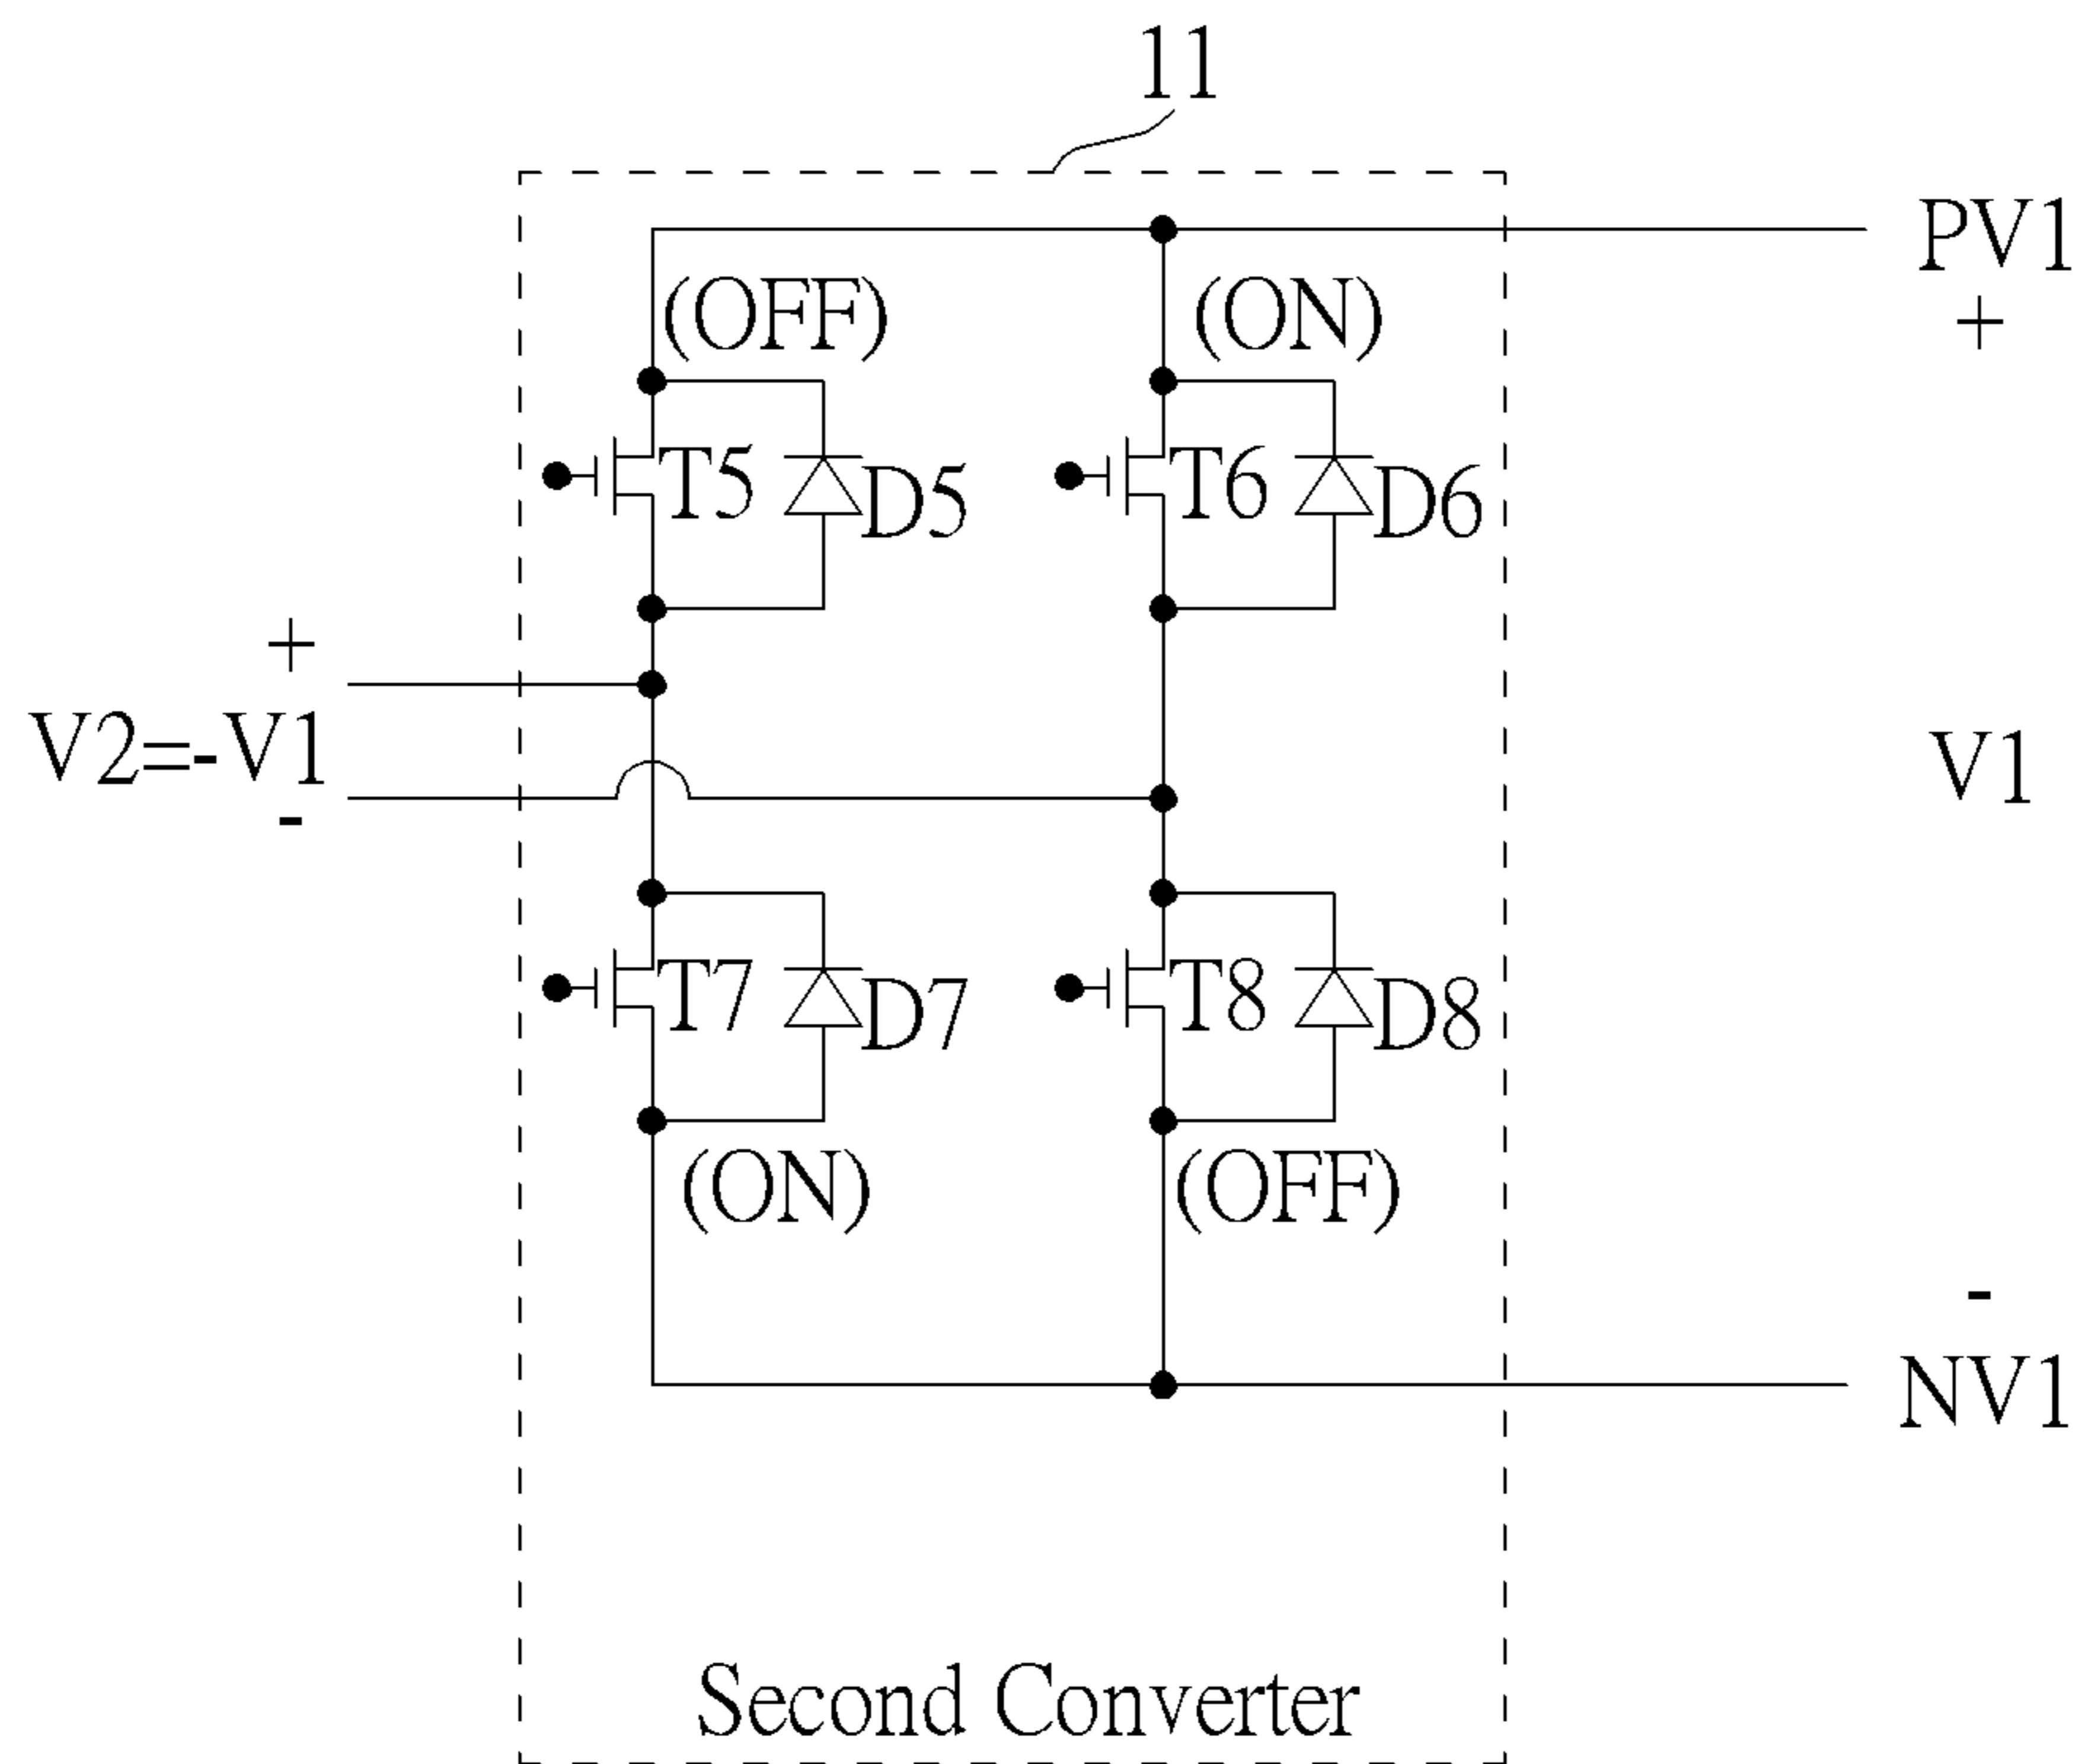 11
PV1
+
(OFF)
(ON)
T5
D5
T6
D6
+
V2=-V1
-
V1
T7
D7
T8
D8
(ON)
(OFF)
-
NV1
Second Converter